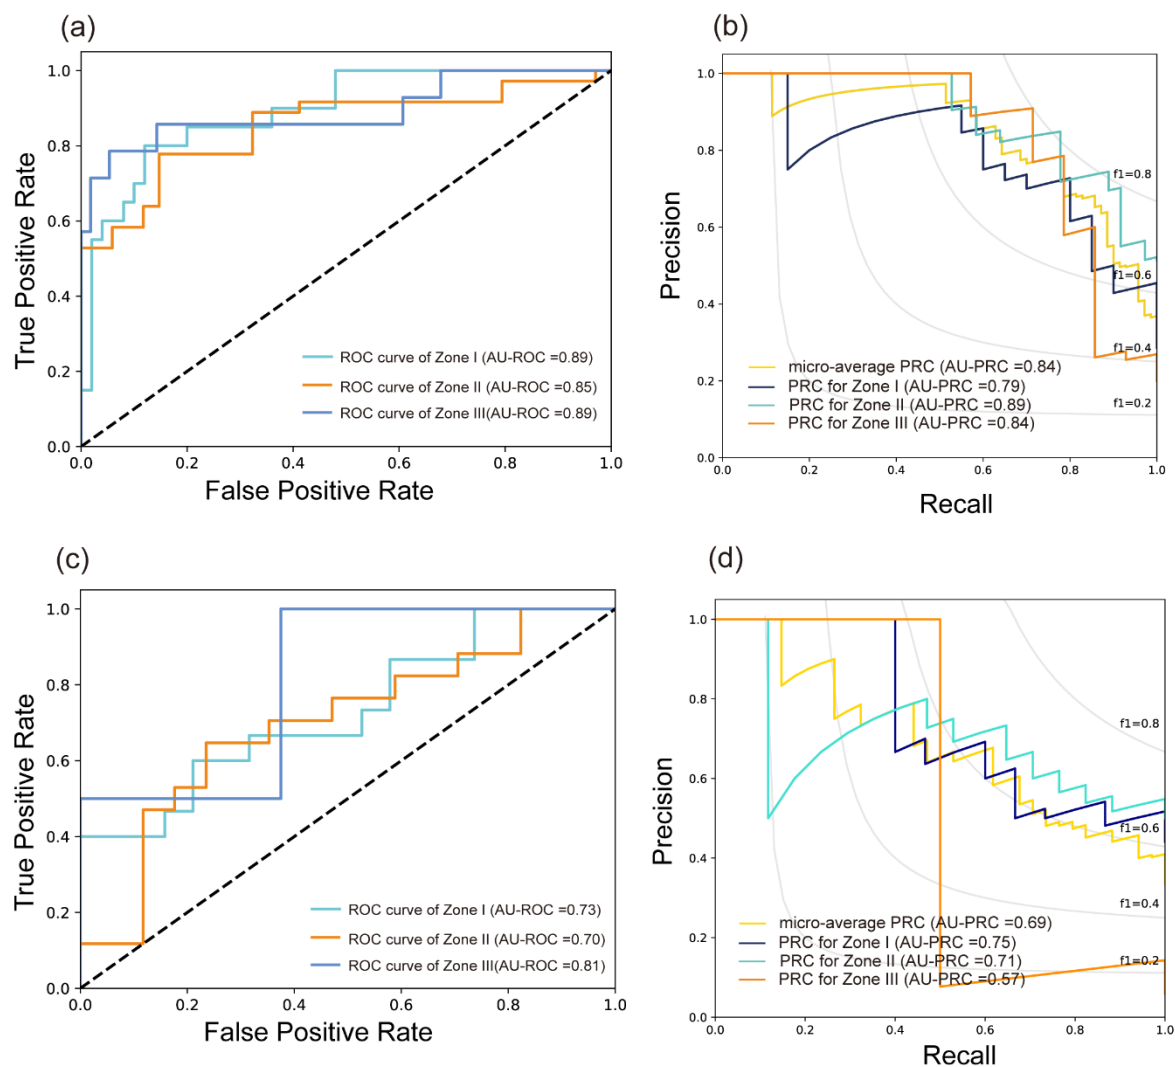 (a)
1.0
0.8
0.6
0.4
0.2
0.0
True Positive Rate
ROC curve of Zone I (AU-ROC =0.89)
ROC curve of Zone II (AU-ROC =0.85)
ROC curve of Zone III(AU-ROC =0.89)
0.0 0.2 0.4 0.6 0.8 1.0
False Positive Rate
(b)
1.0
0.8
0.6
0.4
0.2
0.0
Precision
f1=0.8
f1=0.6
f1=0.4
f1=0.2
micro-average PRC (AU-PRC =0.84)
PRC for Zone I (AU-PRC =0.79)
PRC for Zone II (AU-PRC =0.89)
PRC for Zone III (AU-PRC =0.84)
0.0 0.2 0.4 0.6 0.8 1.0
Recall
(c)
1.0
0.8
0.6
0.4
0.2
0.0
True Positive Rate
ROC curve of Zone I (AU-ROC =0.73)
ROC curve of Zone II (AU-ROC =0.70)
ROC curve of Zone III(AU-ROC =0.81)
0.0 0.2 0.4 0.6 0.8 1.0
False Positive Rate
(d)
1.0
0.8
0.6
0.4
0.2
0.0
Precision
f1=0.8
f1=0.6
f1=0.4
f1=0.2
micro-average PRC (AU-PRC =0.69)
PRC for Zone I (AU-PRC =0.75)
PRC for Zone II (AU-PRC =0.71)
PRC for Zone III (AU-PRC =0.57)
0.0 0.2 0.4 0.6 0.8 1.0
Recall